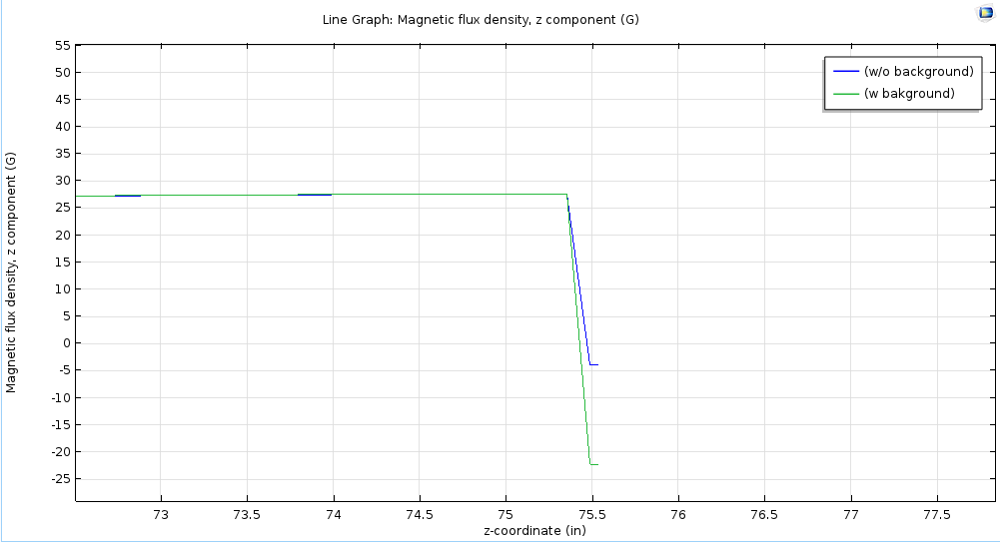 Line Graph: Magnetic flux density, z component (G)
(w/o background)
(w bakground)
Magnetic flux density, z component (G)
55
50
45
40
35
30
25
20
15
10
5
0
-5
-10
-15
-20
-25
73 73.5 74 74.5 75 75.5 76 76.5 77 77.5
z-coordinate (in)